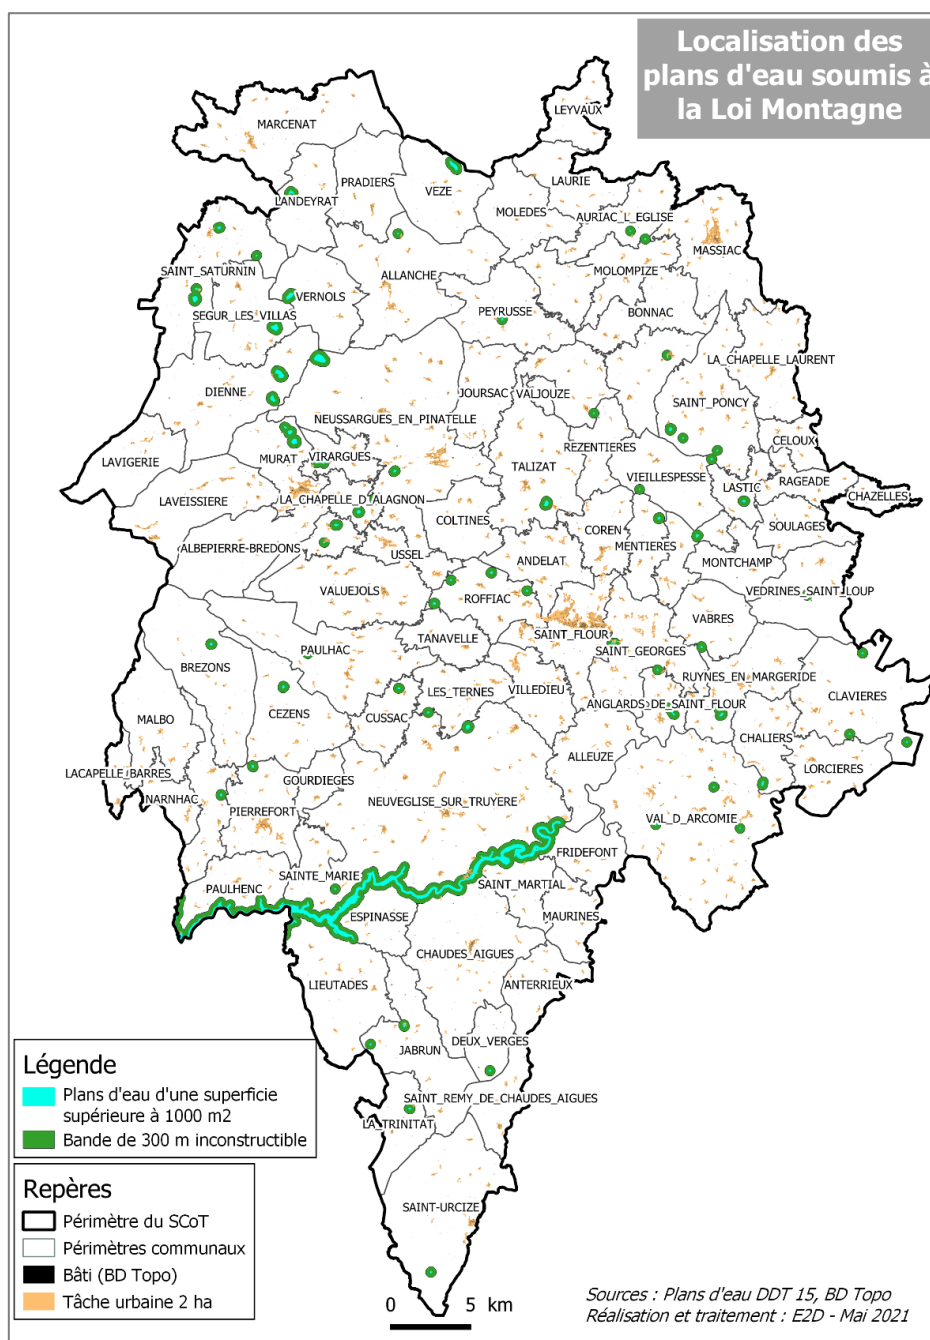 Localisation des
plans d'eau soumis à
la Loi Montagne
LEYVAUX
MARCENAT
PRADIERS
VEZE
LAURIE
LANDEYRAT
MOLEDES
AURIAC_L_EGLISE
MASSIAC
SAINT_SATURNIN
ALLANCHE
MOLOMPIZE
VERNOLS
SEGUR_LES_VILLAS
PEYRUSSE
BONNAC
LA_CHAPELLE_LAURENT
DIENNE
JOURSAC
VALJOUZE
SAINT_PONCY
NEUSSARGUES_EN_PINATELLE
REZENTIERES
CELOUX
LAVIGERIE
MURAT
VIRARGUES
TALIZAT
VIEILLESPESSE
RAGEADE
LASTIC
CHAZELLES
LAVEISSIERE
LA_CHAPELLE_D_ALAGNON
COLTINES
COREN
SOULAGES
ALBEPIERRE-BREDONS
USSEL
MENTIERES
ANDELAT
MONTCHAMP
VALUEJOLS
ROFFIAC
VEDRINES_SAINT_LOUP
VABRES
TANAVELLE
SAINT_FLOUR
PAULHAC
SAINT_GEORGES
BREZONS
RUYNES_EN_MARGERIDE
LES_TERNES
VILLEDIEU
CLAVIERES
CEZENS
ANGLARDS_DE_SAINT_FLOUR
MALBO
CUSSAC
CHALIERS
ALLEUZE
LACAPELLE_BARRES
GOURDIEGES
LORCIERES
NARNHAC
NEUVEGLISE_SUR_TRUYERE
PIERREFORT
VAL_D_ARCOMIE
FRIDEFONT
SAINTE_MARIE
PAULHENC
SAINT_MARTIAL
ESPINASSE
MAURINES
CHAUDES_AIGUES
LIEUTADES
ANTERRIEUX
DEUX_VERGES
JABRUN
SAINT_REMY_DE_CHAUDES_AIGUES
LA_TRINITAT
SAINT-URCIZE
Légende
Plans d'eau d'une superficie
supérieure à 1000 m2
Bande de 300 m inconstructible
Repères
Périmètre du SCoT
Périmètres communaux
Bâti (BD Topo)
Tâche urbaine 2 ha
0 5 km
Sources : Plans d'eau DDT 15, BD Topo
Réalisation et traitement : E2D - Mai 2021